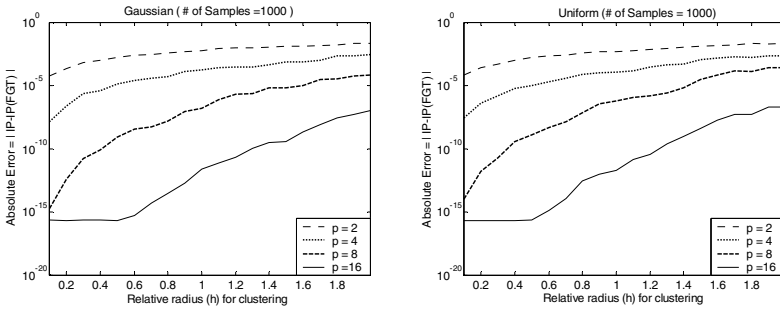 Gaussian ( # of Samples =1000 )
Absolute Error = | IP-IP(FGT) |
10^0
10^-5
10^-10
10^-15
10^-20
p = 2
p = 4
p = 8
p =16
0.2 0.4 0.6 0.8 1 1.2 1.4 1.6 1.8
Relative radius (h) for clustering
Uniform ( # of Samples = 1000)
Absolute Error = | IP-IP(FGT) |
10^0
10^-5
10^-10
10^-15
10^-20
p = 2
p = 4
p = 8
p =16
0.2 0.4 0.6 0.8 1 1.2 1.4 1.6 1.8
Relative radius (h) for clustering